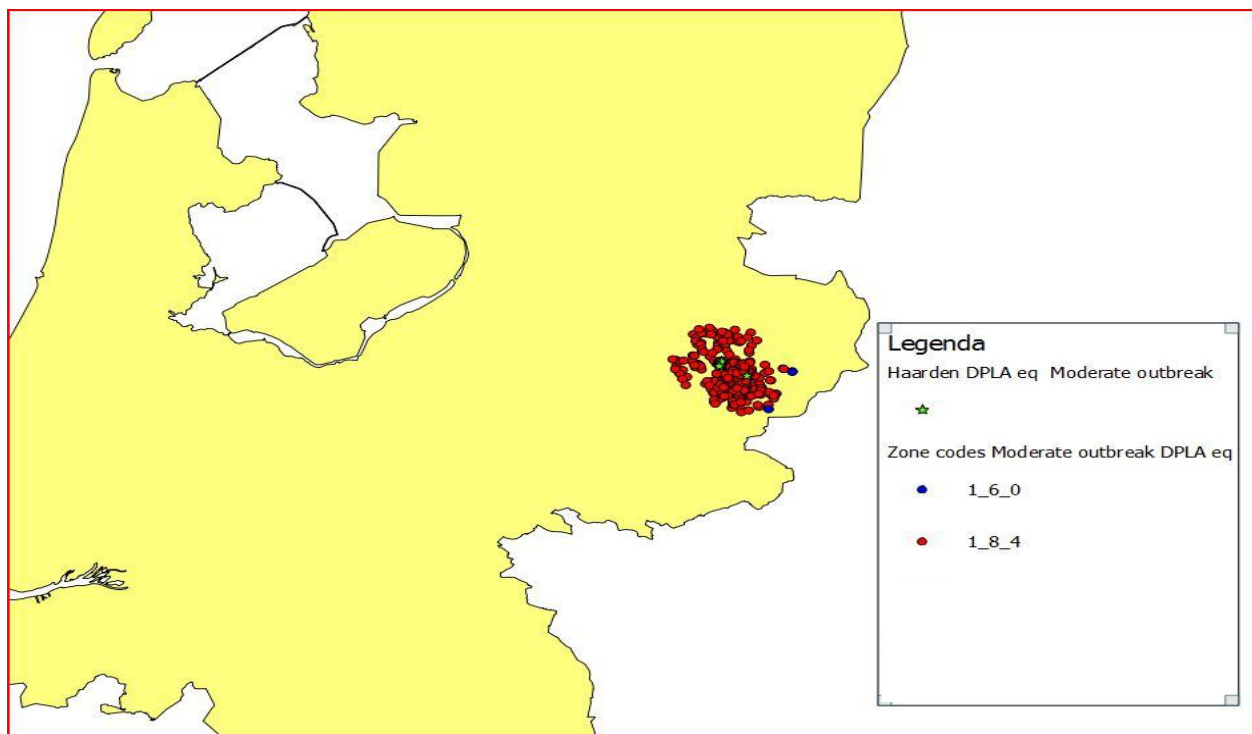 Legenda
Haarden DPLA eq Moderate outbreak
Zone codes Moderate outbreak DPLA eq
1_6_0
1_8_4